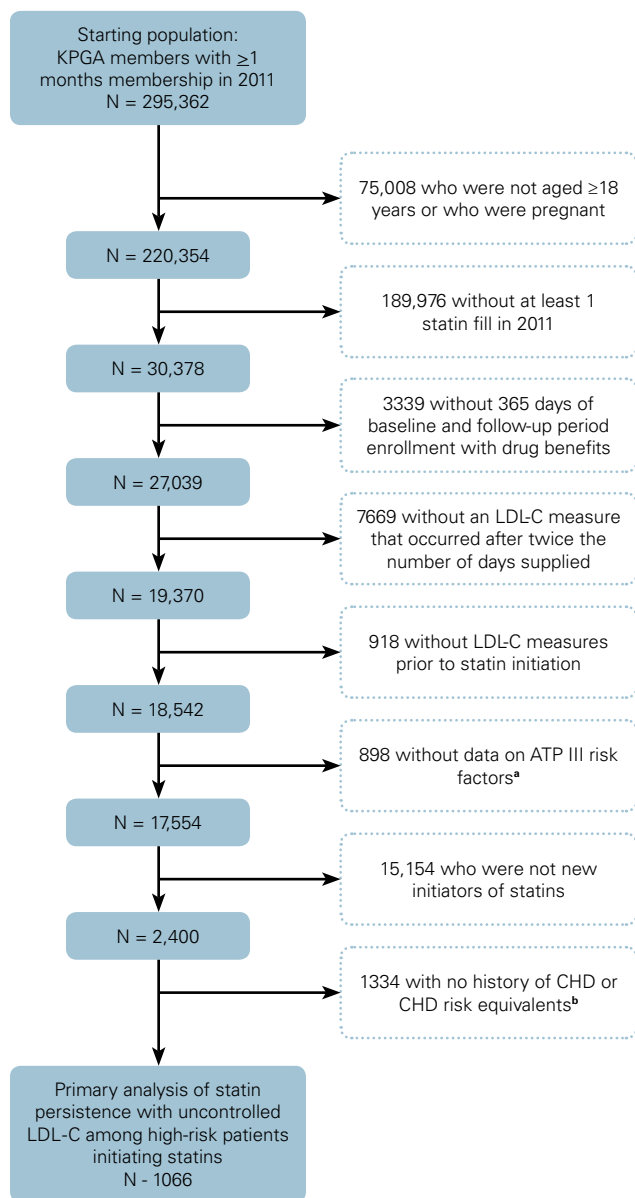 Starting population:
KPGA members with ≥1
months membership in 2011
N = 295,362
75,008 who were not aged ≥18
years or who were pregnant
N = 220,354
189,976 without at least 1
statin fill in 2011
N = 30,378
3339 without 365 days of
baseline and follow-up period
enrollment with drug benefits
N = 27,039
7669 without an LDL-C measure
that occurred after twice the
number of days supplied
N = 19,370
918 without LDL-C measures
prior to statin initiation
N = 18,542
898 without data on ATP III risk
factorsᵃ
N = 17,554
15,154 who were not new
initiators of statins
N = 2,400
1334 with no history of CHD or
CHD risk equivalentsᵇ
Primary analysis of statin
persistence with uncontrolled
LDL-C among high-risk patients
initiating statins
N - 1066